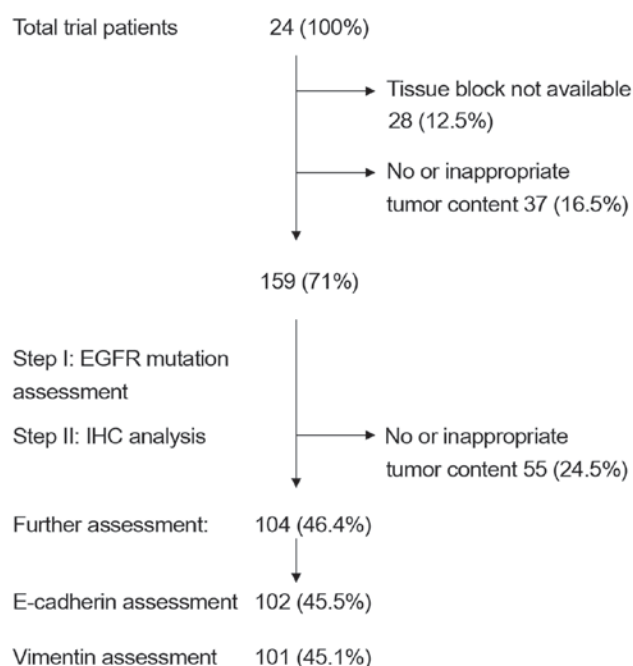 Total trial patients 24 (100%)
Tissue block not available
28 (12.5%)
No or inappropriate
tumor content 37 (16.5%)
159 (71%)
Step I: EGFR mutation
assessment
Step II: IHC analysis
No or inappropriate
tumor content 55 (24.5%)
Further assessment: 104 (46.4%)
E-cadherin assessment 102 (45.5%)
Vimentin assessment 101 (45.1%)